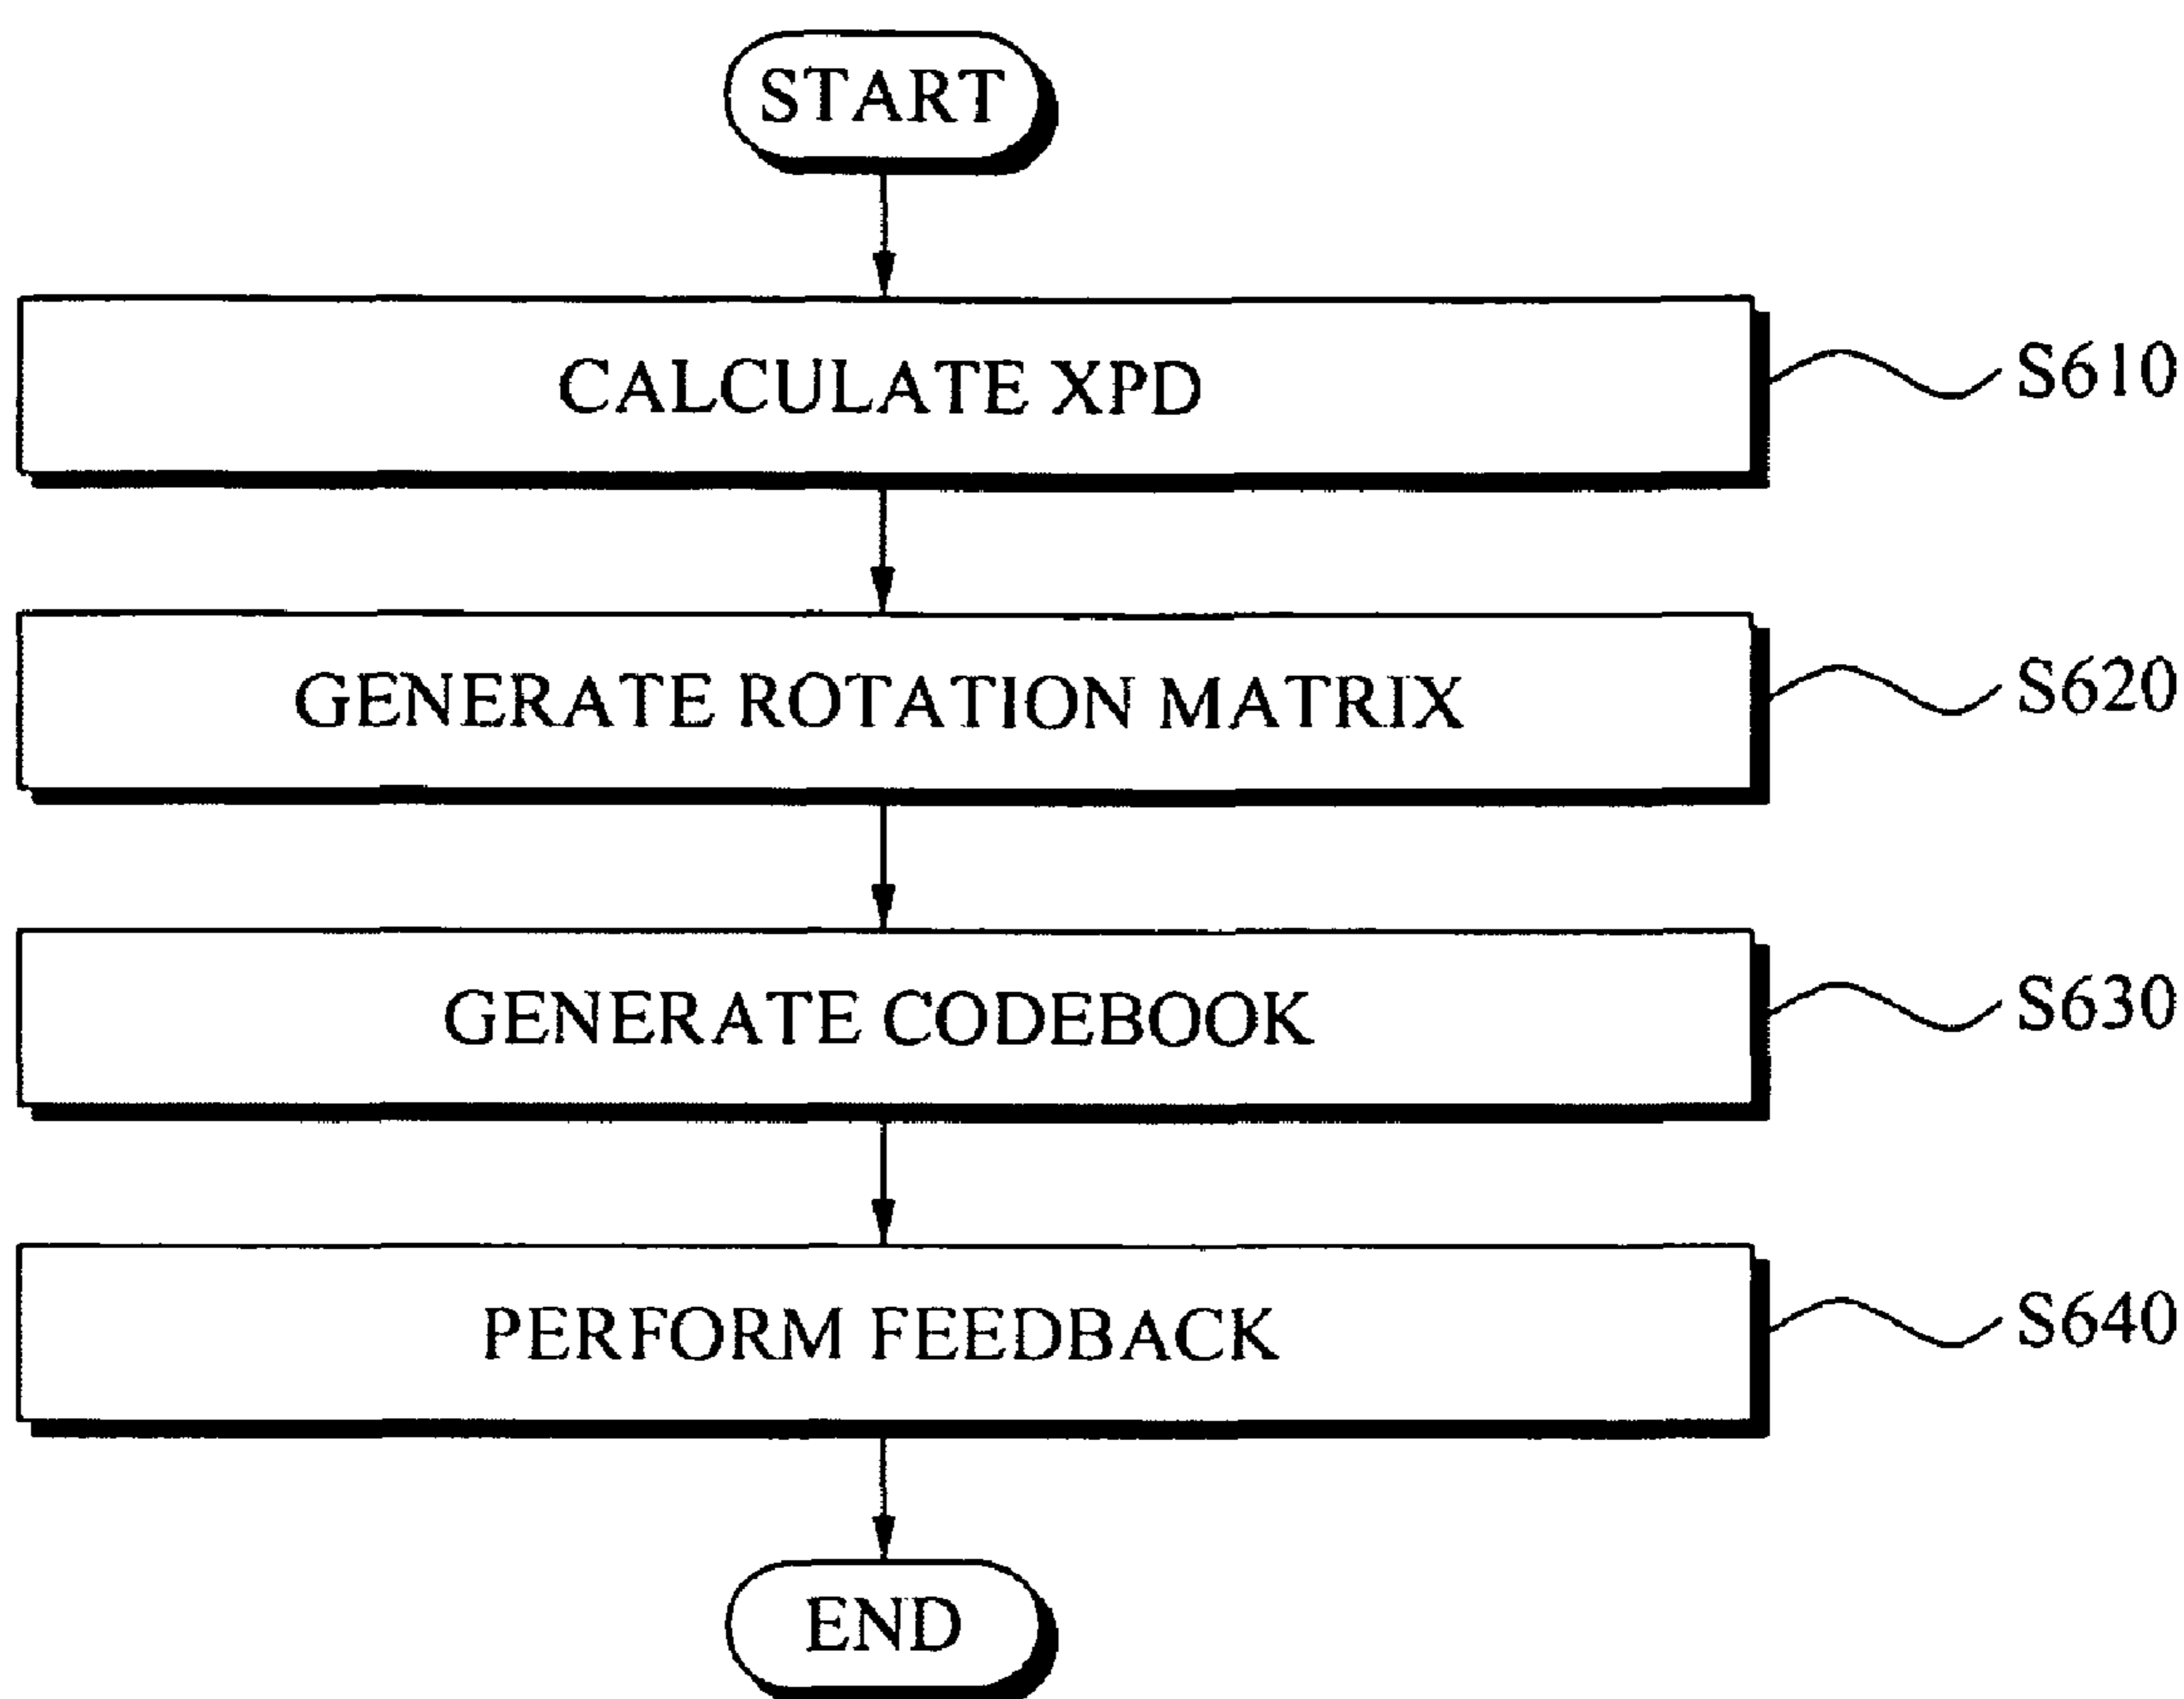 START
CALCULATE XPD
S610
GENERATE ROTATION MATRIX
S620
GENERATE CODEBOOK
S630
PERFORM FEEDBACK
S640
END